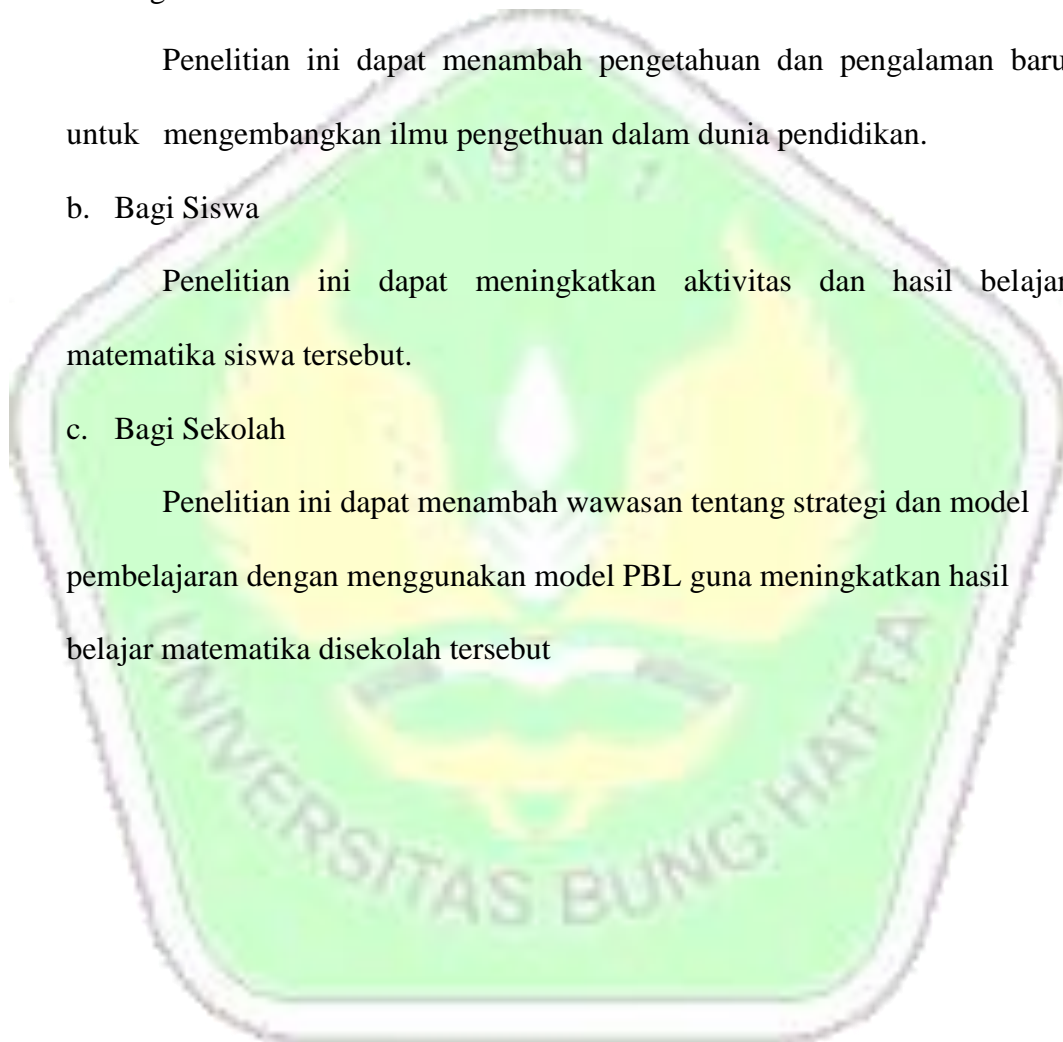 Penelitian ini dapat menambah pengetahuan dan pengalaman baru
untuk mengembangkan ilmu pengethuan dalam dunia pendidikan.
1981
b. Bagi Siswa
Penelitian ini dapat meningkatkan aktivitas dan hasil belajar
matematika siswa tersebut.
c. Bagi Sekolah
Penelitian ini dapat menambah wawasan tentang strategi dan model
pembelajaran dengan menggunakan model PBL guna meningkatkan hasil
belajar matematika disekolah tersebut
UNIVERSITAS BUNG HATTA